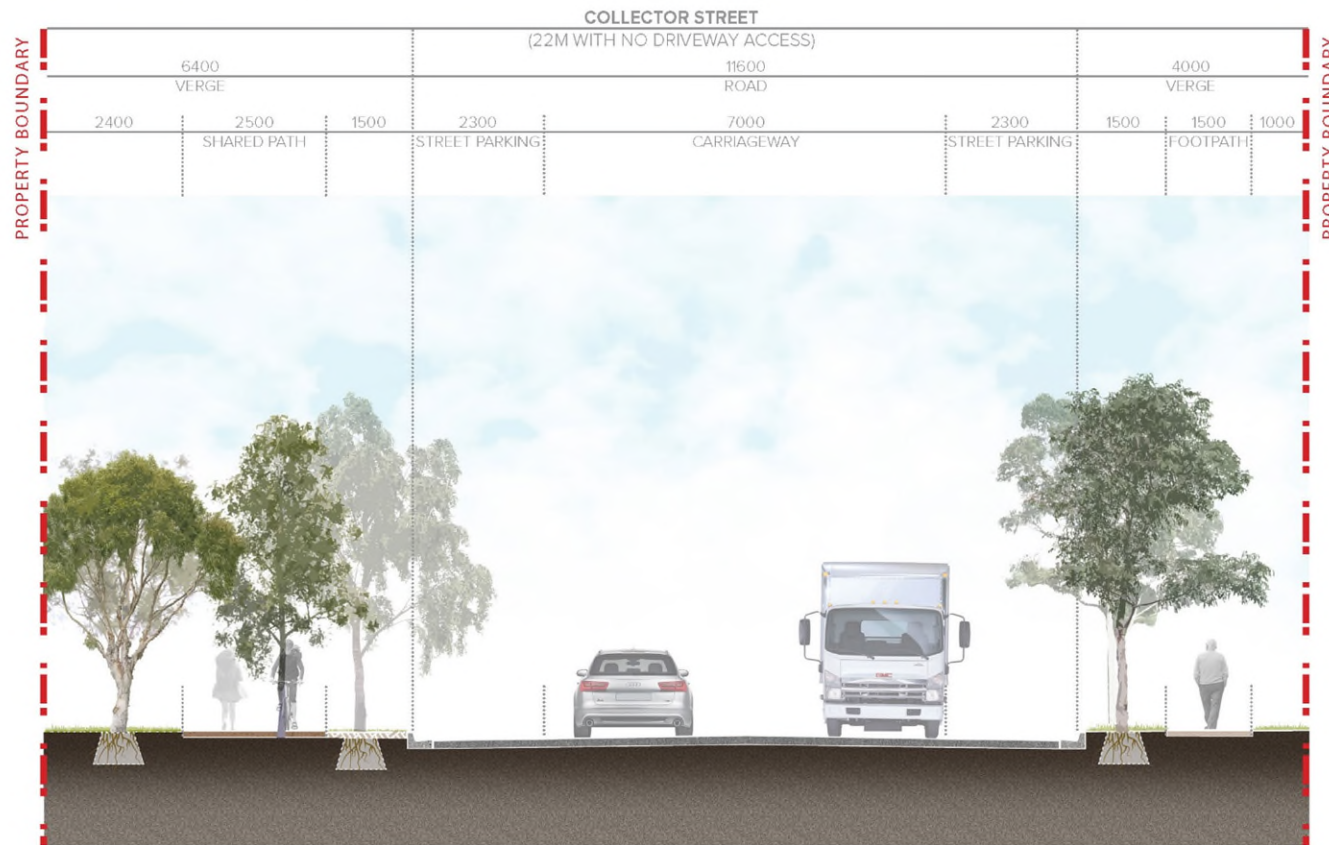 COLLECTOR STREET
(22M WITH NO DRIVEWAY ACCESS)
6400 11600 4000
VERGE ROAD VERGE
2400 2500 1500 2300 7000 2300 1500 1500 1000
SHARED PATH STREET PARKING CARRIAGEWAY STREET PARKING FOOTPATH
PROPERTY BOUNDARY
PROPERTY BOUNDARY
GMC